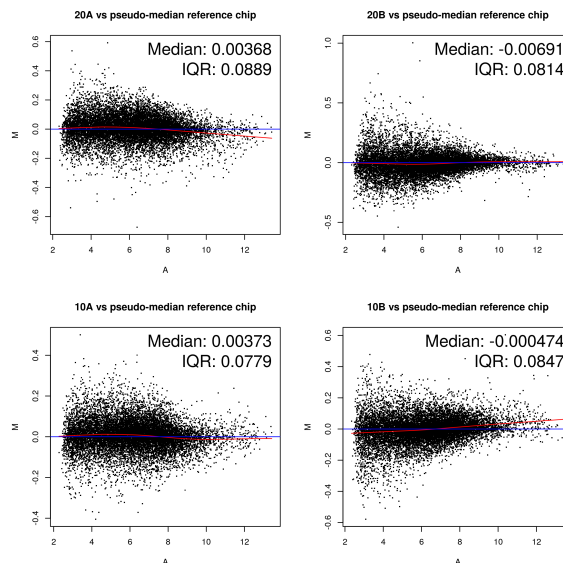 20A vs pseudo-median reference chip
Median: 0.00368
IQR: 0.0889
M
0.6
0.4
0.2
0.0
-0.2
-0.4
-0.6
2 4 6 8 10 12
A
20B vs pseudo-median reference chip
Median: -0.00691
IQR: 0.0814
M
1.0
0.5
0.0
-0.5
2 4 6 8 10 12
A
10A vs pseudo-median reference chip
Median: 0.00373
IQR: 0.0779
M
0.4
0.2
0.0
-0.2
-0.4
2 4 6 8 10 12
A
10B vs pseudo-median reference chip
Median: -0.000474
IQR: 0.0847
M
0.6
0.4
0.2
0.0
-0.2
-0.4
-0.6
2 4 6 8 10 12
A